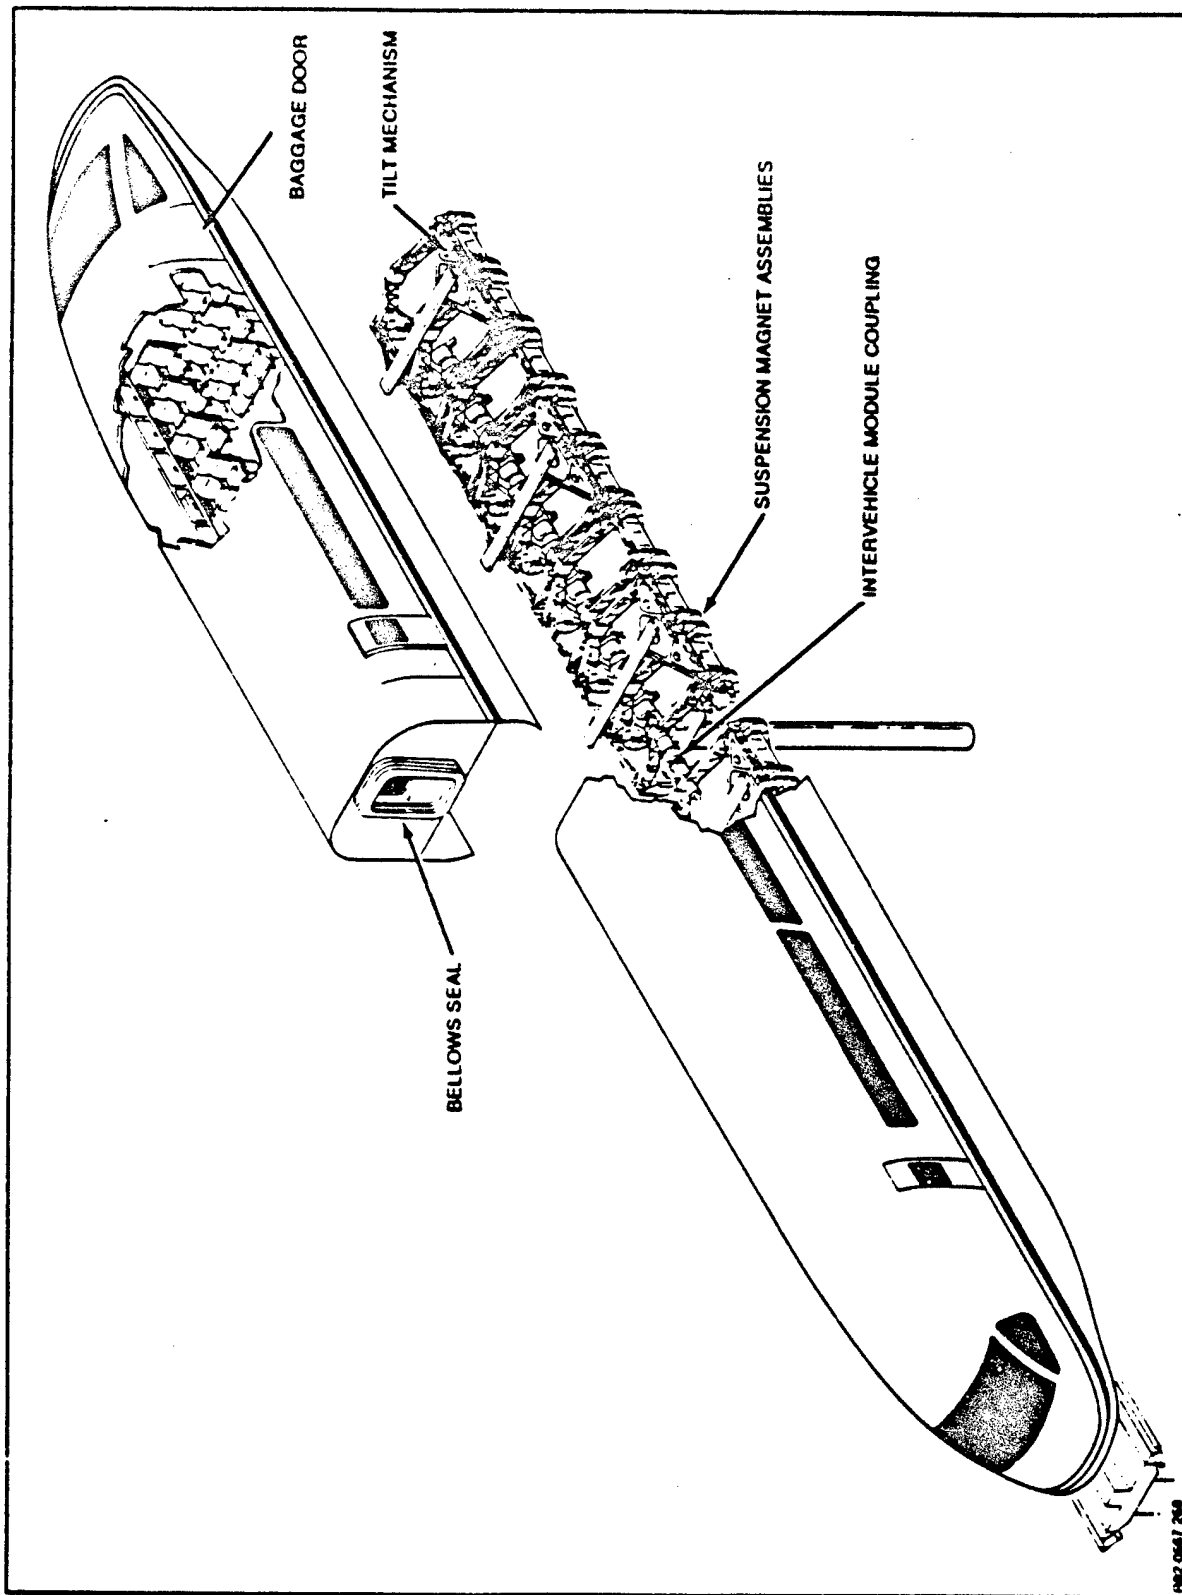 BAGGAGE DOOR
TILT MECHANISM
SUSPENSION MAGNET ASSEMBLIES
INTERVEHICLE MODULE COUPLING
BELLOWS SEAL